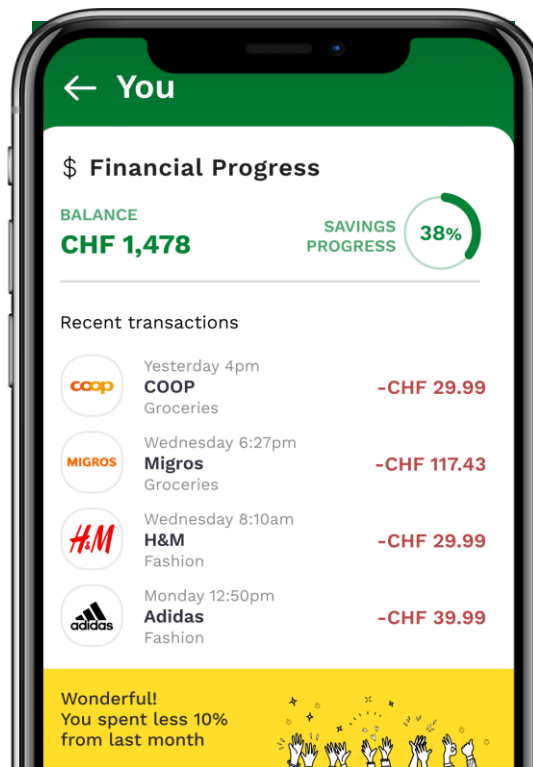 ← You
$ Financial Progress
BALANCE
CHF 1,478
SAVINGS
PROGRESS
38%
Recent transactions
coop
Yesterday 4pm
COOP
Groceries
-CHF 29.99
MIGROS
Wednesday 6:27pm
Migros
Groceries
-CHF 117.43
H&M
Wednesday 8:10am
H&M
Fashion
-CHF 29.99
adidas
Monday 12:50pm
Adidas
Fashion
-CHF 39.99
Wonderful!
You spent less 10%
from last month